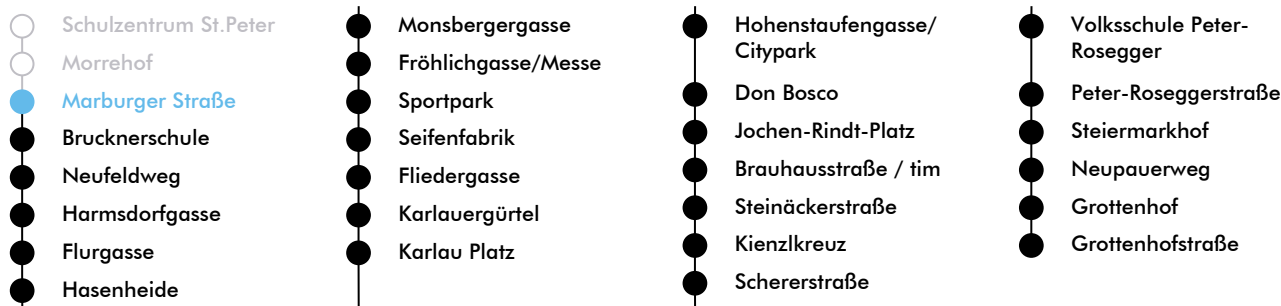 Schulzentrum St.Peter
Morrehof
Marburger Straße
Brucknerschule
Neufeldweg
Harmsdorfgasse
Flurgasse
Hasenheide
Monsbergergasse
Fröhlichgasse/Messe
Sportpark
Seifenfabrik
Fliedergasse
Karlauergürtel
Karlau Platz
Hohenstaufengasse/
Citypark
Don Bosco
Jochen-Rindt-Platz
Brauhausstraße / tim
Steinäckerstraße
Kienzlkreuz
Schererstraße
Volksschule Peter-
Rosegger
Peter-Roseggerstraße
Steiermarkhof
Neupauerweg
Grottenhof
Grottenhofstraße